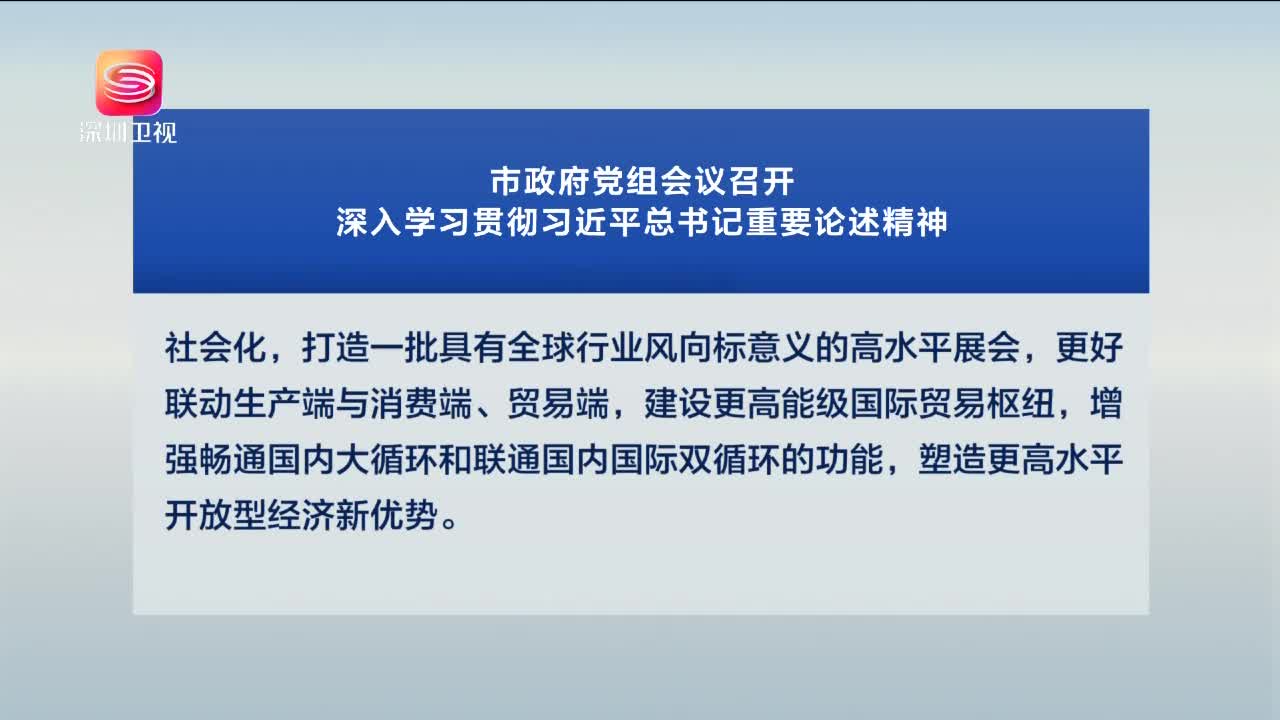 深圳卫视
市政府党组会议召开
深入学习贯彻习近平总书记重要论述精神
社会化，打造一批具有全球行业风向标意义的高水平展会，更好
联动生产端与消费端、贸易端，建设更高能级国际贸易枢纽，增
强畅通国内大循环和联通国内国际双循环的功能，塑造更高水平
开放型经济新优势。